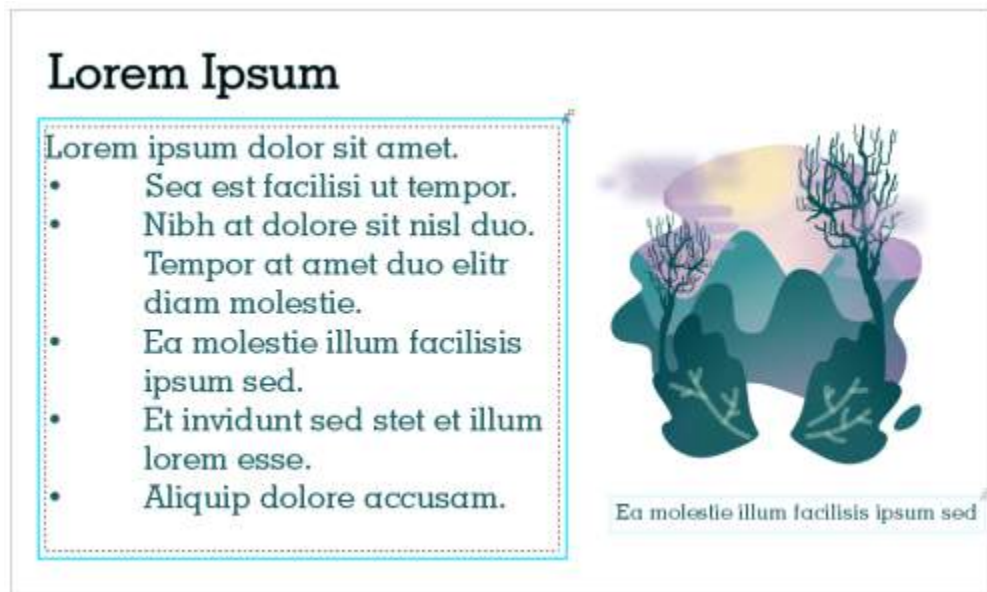 Lorem Ipsum
Lorem ipsum dolor sit amet.
• Sea est facilisi ut tempor.
• Nibh at dolore sit nisl duo.
Tempor at amet duo elitr
diam molestie.
• Ea molestie illum facilisis
ipsum sed.
• Et invidunt sed stet et illum
lorem esse.
• Aliquip dolore accusam.
Ea molestie illum facilisis ipsum sed